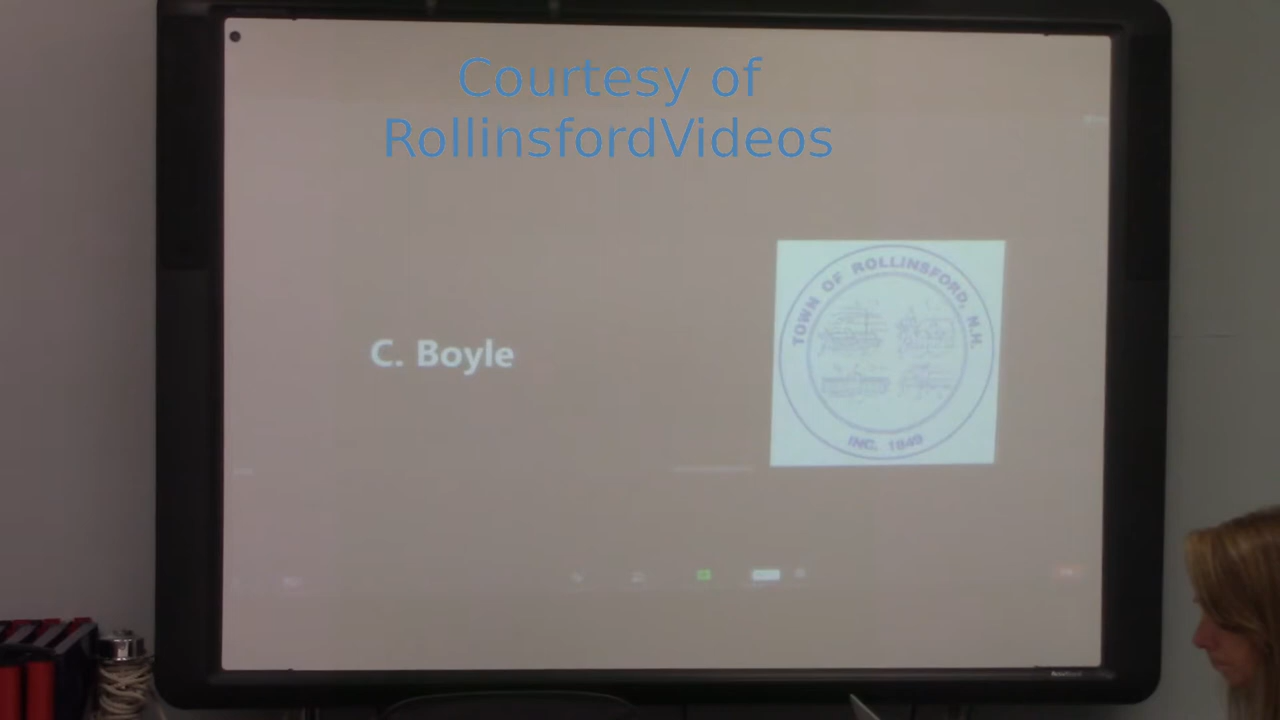 Courtesy of
RollinsfordVideos
C. Boyle
TOWN OF ROLLINSFORD, N.H.
INC. 1849